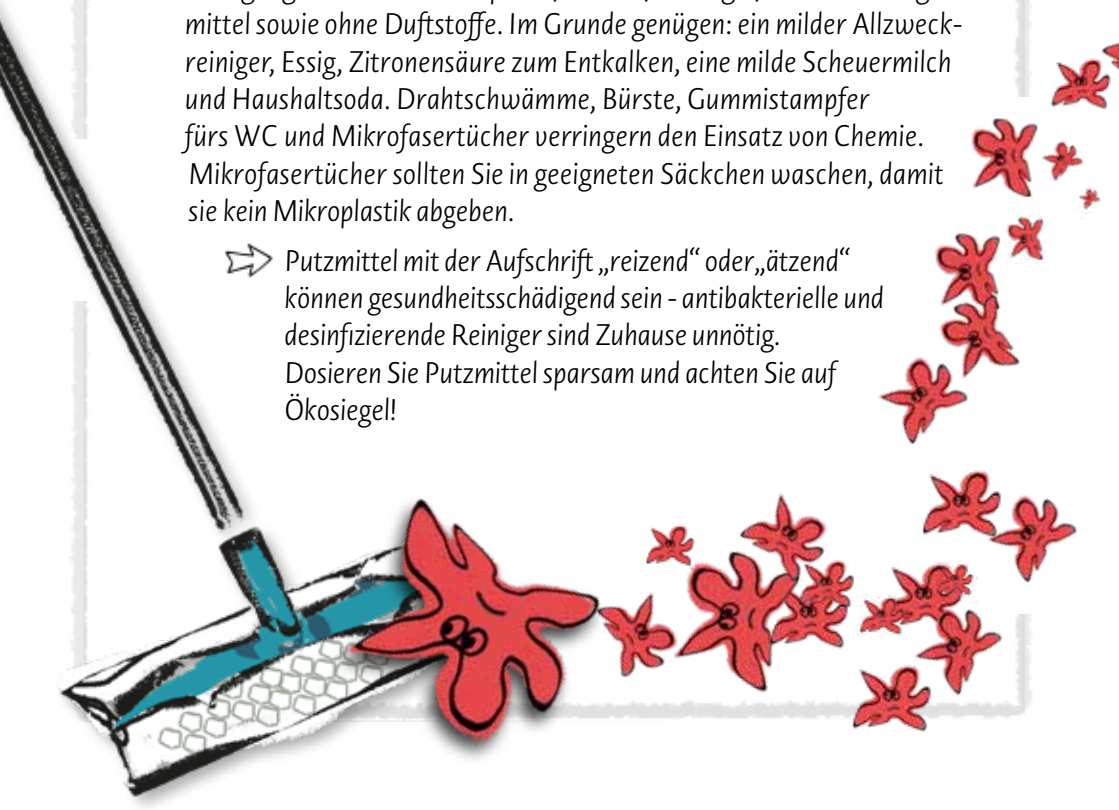 mittel sowie ohne Duftstoffe. Im Grunde genügen: ein milder Allzweck-
reiniger, Essig, Zitronensäure zum Entkalken, eine milde Scheuermilch
und Haushaltsoda. Drahtschwämme, Bürste, Gummistampfer
fürs WC und Mikrofasertücher verringern den Einsatz von Chemie.
Mikrofasertücher sollten Sie in geeigneten Säckchen waschen, damit
sie kein Mikroplastik abgeben.
Putzmittel mit der Aufschrift „reizend“ oder„ätzend“
können gesundheitsschädigend sein - antibakterielle und
desinfizierende Reiniger sind Zuhause unnötig.
Dosieren Sie Putzmittel sparsam und achten Sie auf
Ökosiegel!